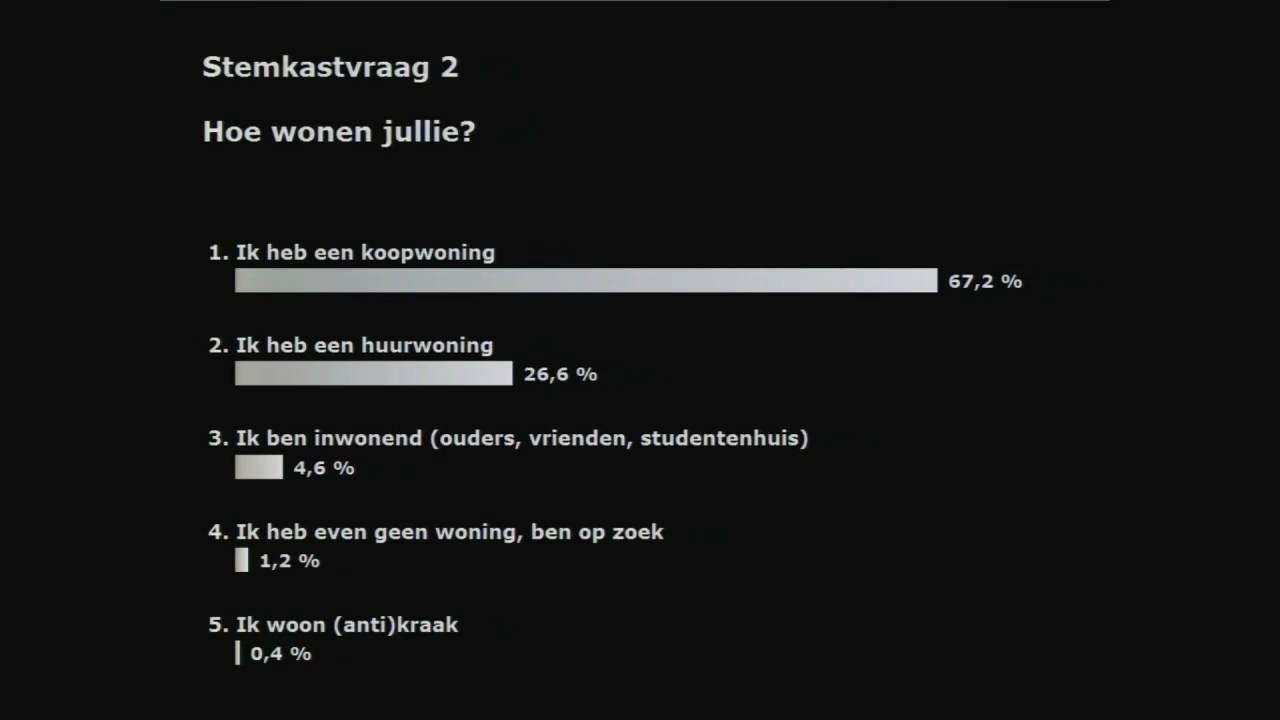 Stemkastvraag 2
Hoe wonen jullie?
1. Ik heb een koopwoning
67,2 %
2. Ik heb een huurwoning
26,6 %
3. Ik ben inwonend (ouders, vrienden, studentenhuis)
4,6 %
4. Ik heb even geen woning, ben op zoek
1,2 %
5. Ik woon (anti)kraak
0,4 %